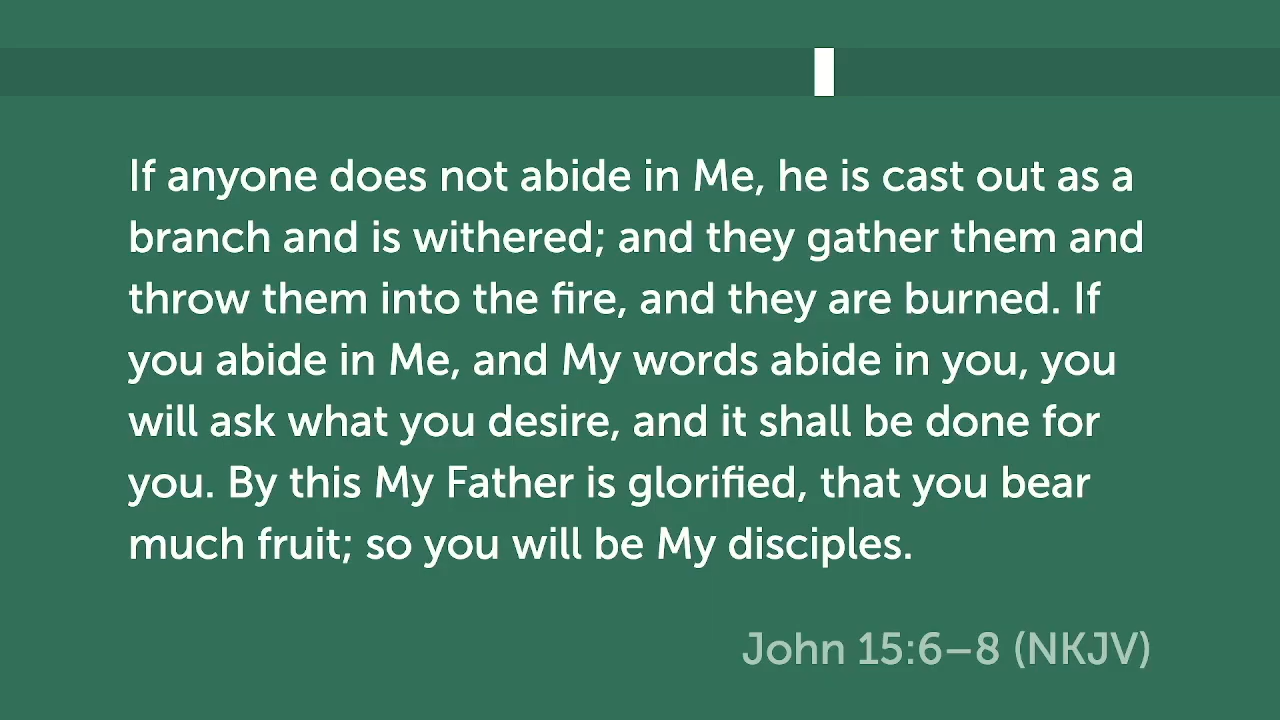 If anyone does not abide in Me, he is cast out as a
branch and is withered; and they gather them and
throw them into the fire, and they are burned. If
you abide in Me, and My words abide in you, you
will ask what you desire, and it shall be done for
you. By this My Father is glorified, that you bear
much fruit; so you will be My disciples.
John 15:6–8 (NKJV)